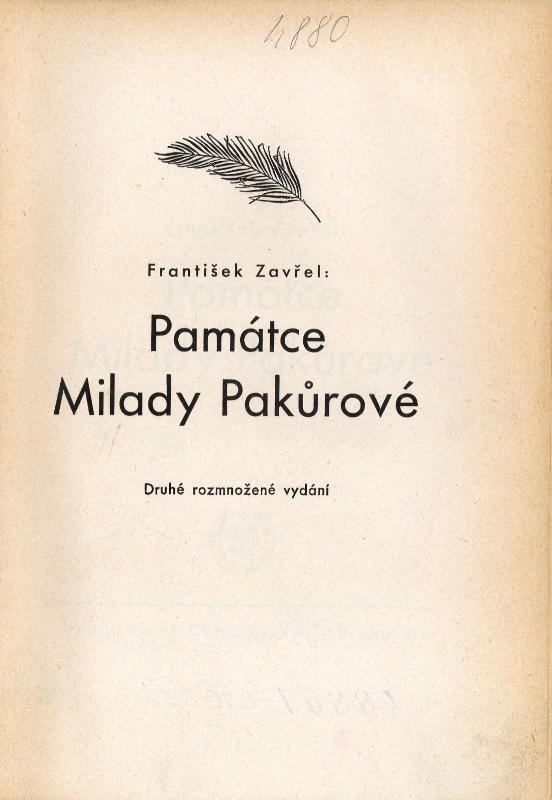 4880
František Zavřel:
Památce
Milady Pakůrové
Druhé rozmnožené vydání